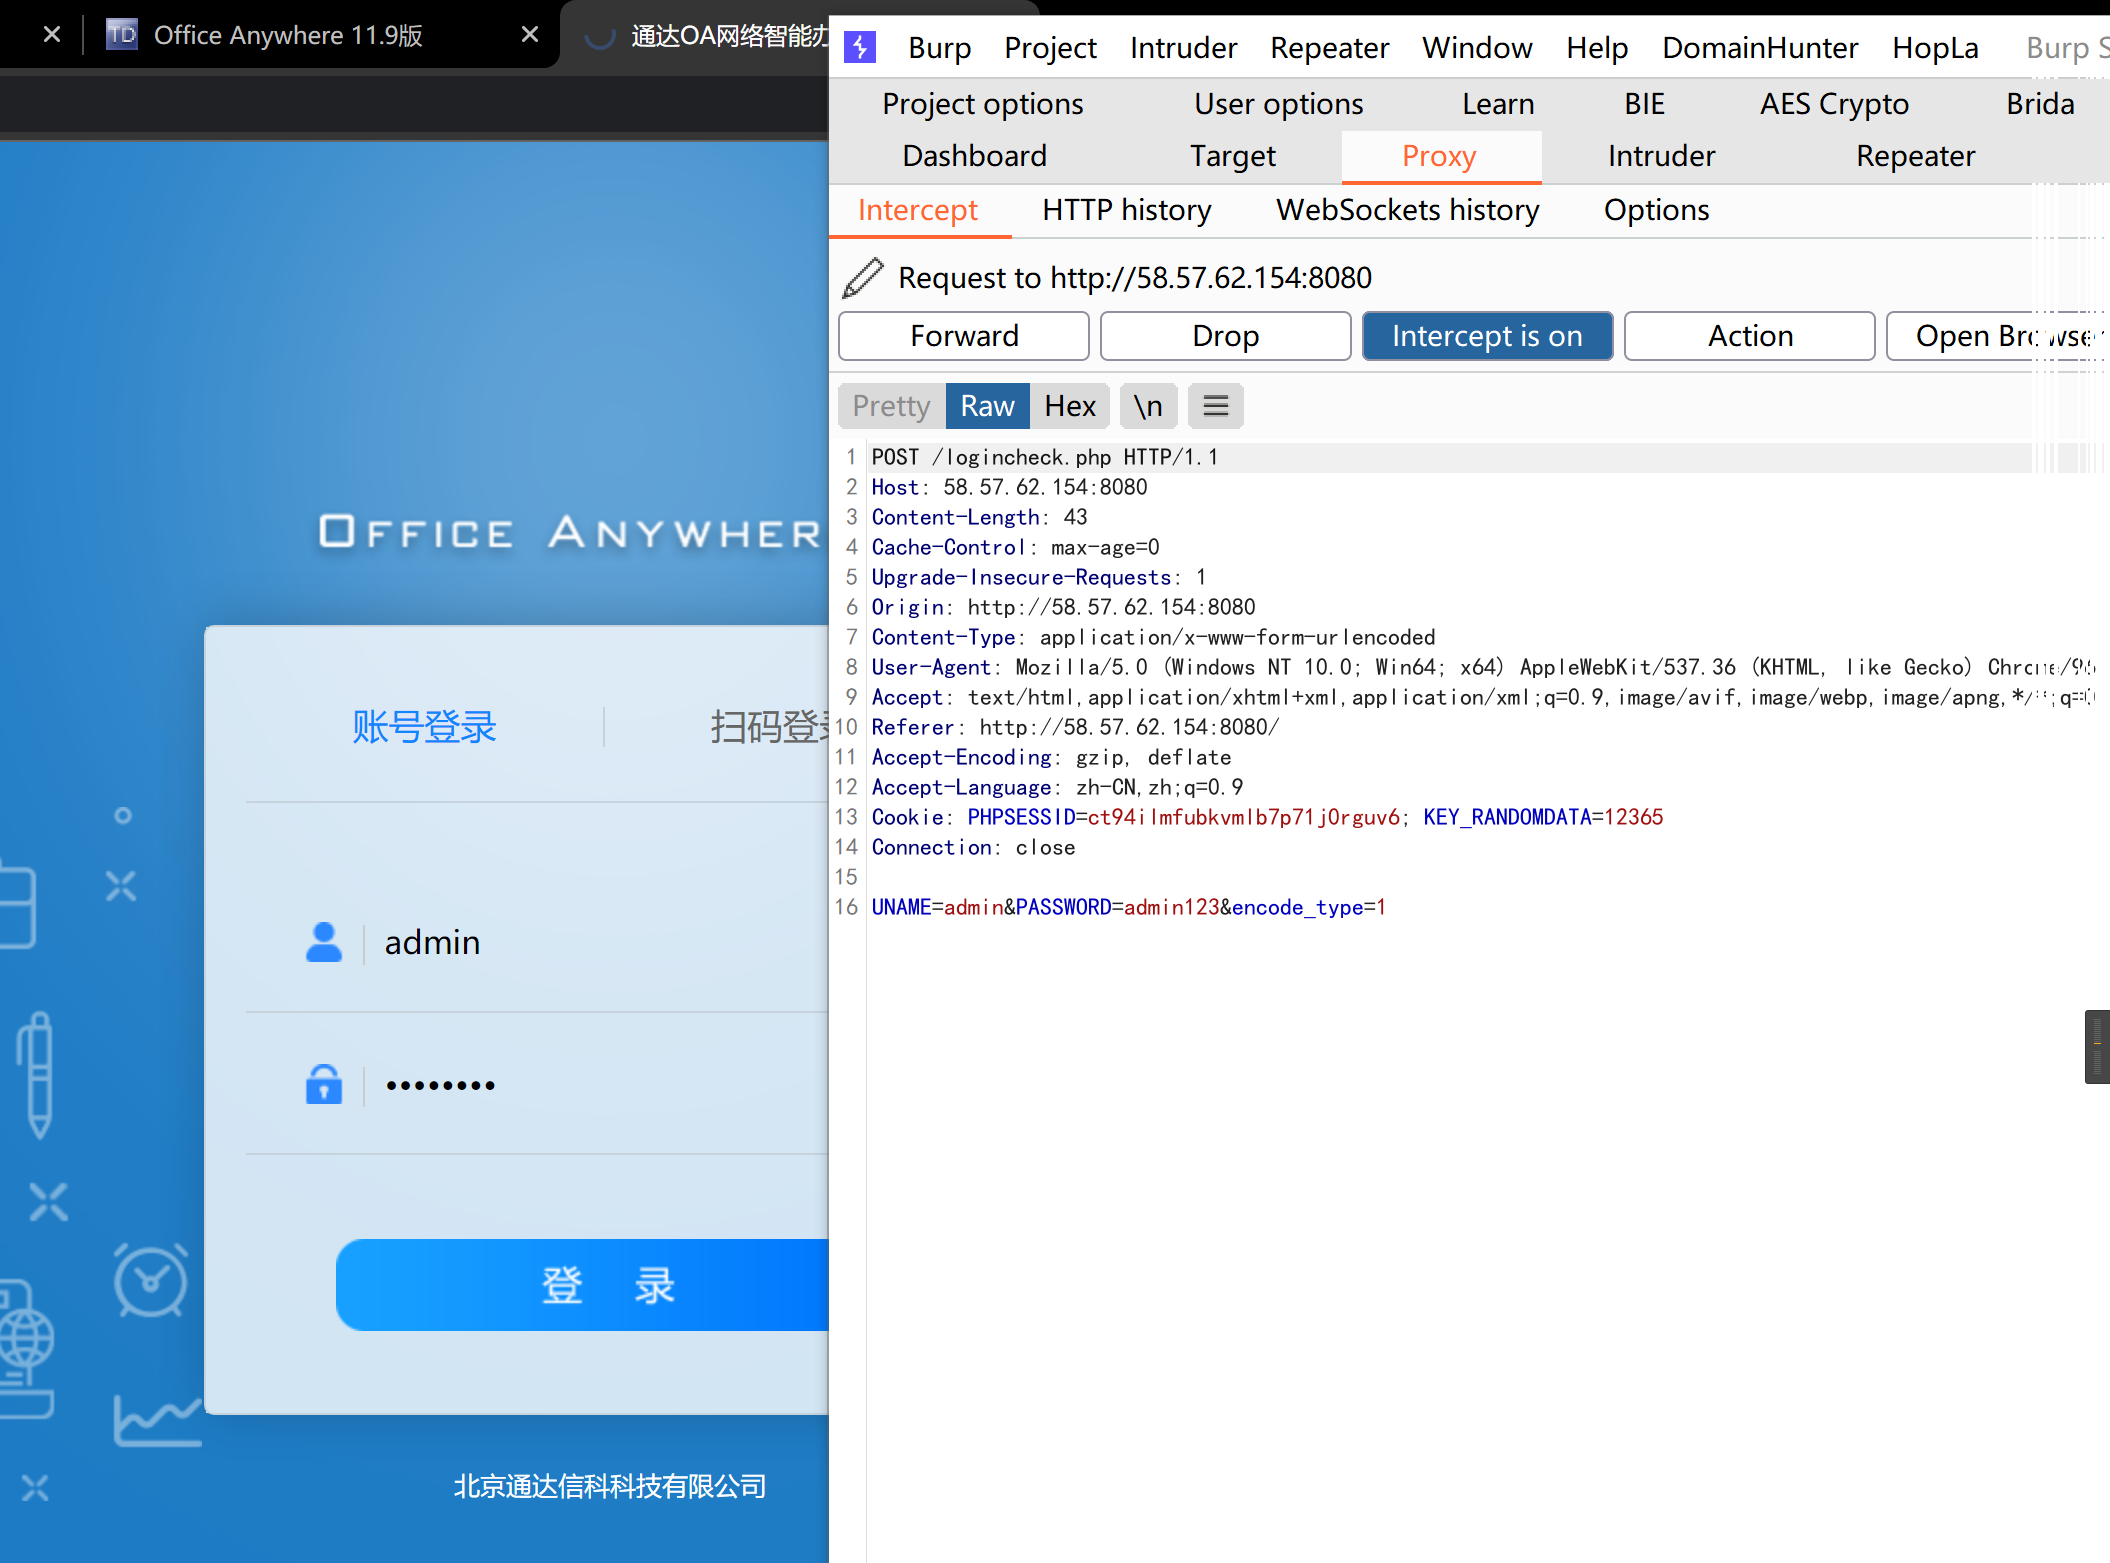 Office Anywhere 11.9版
通达OA网络智能办
OFFICE ANYWHER
账号登录
扫码登录
admin
••••••••
登 录
北京通达信科科技有限公司
Burp Project Intruder Repeater Window Help DomainHunter HopLa Burp S
Project options User options Learn BIE AES Crypto Brida
Dashboard Target Proxy Intruder Repeater
Intercept HTTP history WebSockets history Options
Request to http://58.57.62.154:8080
Forward Drop Intercept is on Action Open Browser
Pretty Raw Hex \n
1 POST /logincheck.php HTTP/1.1
2 Host: 58.57.62.154:8080
3 Content-Length: 43
4 Cache-Control: max-age=0
5 Upgrade-Insecure-Requests: 1
6 Origin: http://58.57.62.154:8080
7 Content-Type: application/x-www-form-urlencoded
8 User-Agent: Mozilla/5.0 (Windows NT 10.0; Win64; x64) AppleWebKit/537.36 (KHTML, like Gecko) Chrome/96
9 Accept: text/html,application/xhtml+xml,application/xml;q=0.9,image/avif,image/webp,image/apng,*/*;q=0
10 Referer: http://58.57.62.154:8080/
11 Accept-Encoding: gzip, deflate
12 Accept-Language: zh-CN,zh;q=0.9
13 Cookie: PHPSESSID=ct94ilmfubkvmlb7p71j0rguv6; KEY_RANDOMDATA=12365
14 Connection: close
15
16 UNAME=admin&PASSWORD=admin123&encode_type=1